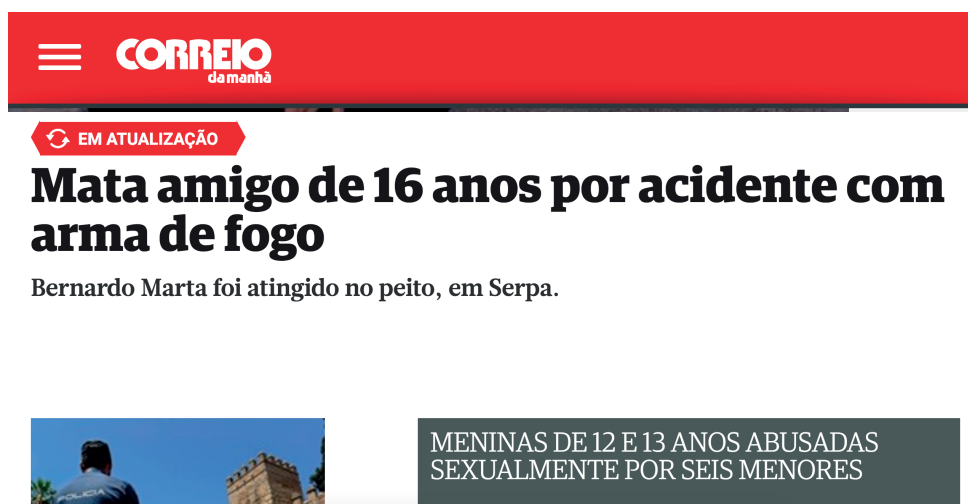 CORREIO
da manhã
EM ATUALIZAÇÃO
Mata amigo de 16 anos por acidente com
arma de fogo
Bernardo Marta foi atingido no peito, em Serpa.
POLICIA
MENINAS DE 12 E 13 ANOS ABUSADAS
SEXUALMENTE POR SEIS MENORES